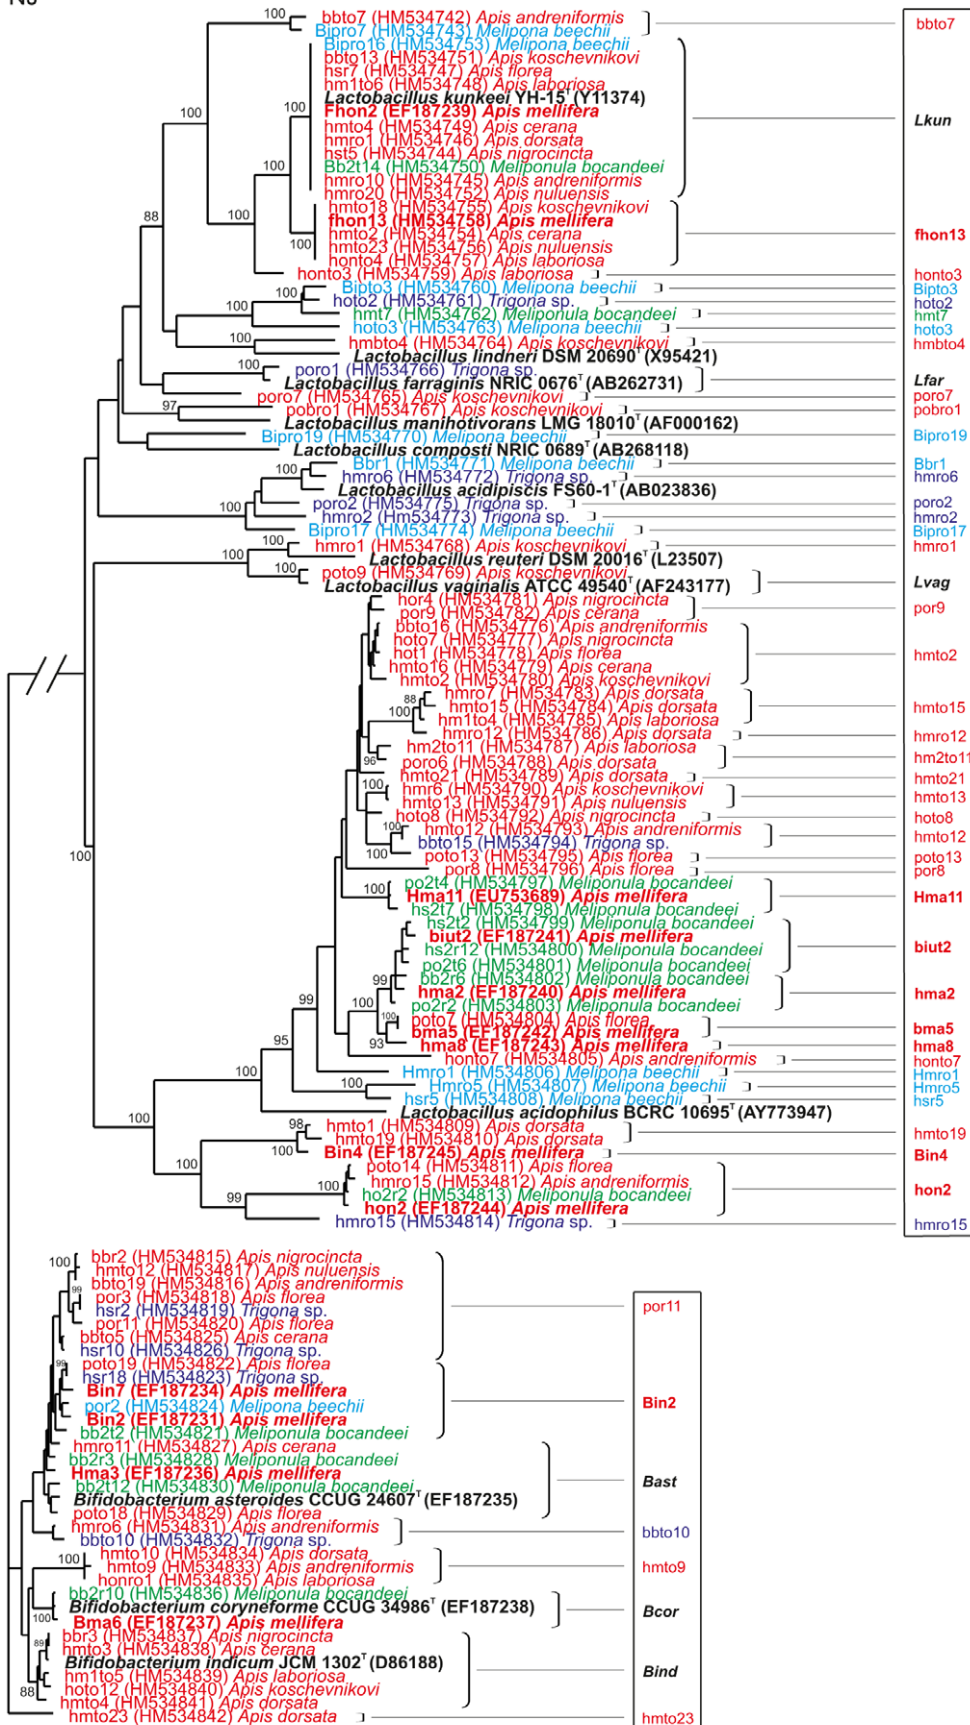 NJ
bbto7 (HM534742) Apis andreniformis
bbto7
Bipro7 (HM534743) Melipona beechii
Bipro16 (HM534753) Melipona beechii
bbto13 (HM534751) Apis koschevnikovi
hsr7 (HM534747) Apis florea
hm1to6 (HM534748) Apis laboriosa
Lactobacillus kunkeei YH-15T (Y11374)
Fhon2 (EF187239) Apis mellifera
Lkun
hmto4 (HM534749) Apis cerana
hmro1 (HM534746) Apis dorsata
hst5 (HM534744) Apis nigrocincta
Bb2t14 (HM534750) Meliponula bocandeei
hmro10 (HM534745) Apis andreniformis
hmro20 (HM534752) Apis nuluensis
hmto18 (HM534755) Apis koschevnikovi
fhon13 (HM534758) Apis mellifera
hmto2 (HM534754) Apis cerana
fhon13
hmto23 (HM534756) Apis nuluensis
honto4 (HM534757) Apis laboriosa
honto3 (HM534759) Apis laboriosa
honto3
Bipto3 (HM534760) Melipona beechii
Bipto3
hoto2 (HM534761) Trigona sp.
hoto2
hmt7 (HM534762) Meliponula bocandeei
hmt7
hoto3 (HM534763) Melipona beechii
hoto3
hmbto4 (HM534764) Apis koschevnikovi
hmbto4
Lactobacillus lindneri DSM 20690T (X95421)
poro1 (HM534766) Trigona sp.
Lactobacillus farraginis NRIC 0676T (AB262731)
Lfar
poro7 (HM534765) Apis koschevnikovi
poro7
pobro1 (HM534767) Apis koschevnikovi
pobro1
Lactobacillus manihotivorans LMG 18010T (AF000162)
Bipro19 (HM534770) Melipona beechii
Bipro19
Lactobacillus composti NRIC 0689T (AB268118)
Bbr1 (HM534771) Melipona beechii
Bbr1
hmro6 (HM534772) Trigona sp.
hmro6
Lactobacillus acidipiscis FS60-1T (AB023836)
poro2 (HM534775) Trigona sp.
poro2
hmro2 (Hm534773) Trigona sp.
hmro2
Bipro17 (HM534774) Melipona beechii
Bipro17
hmro1 (HM534768) Apis koschevnikovi
hmro1
Lactobacillus reuteri DSM 20016T (L23507)
poto9 (HM534769) Apis koschevnikovi
Lactobacillus vaginalis ATCC 49540T (AF243177)
Lvag
hor4 (HM534781) Apis nigrocincta
por9 (HM534782) Apis cerana
por9
bbto16 (HM534776) Apis andreniformis
hoto7 (HM534777) Apis nigrocincta
hot1 (HM534778) Apis florea
hmto2
hmto16 (HM534779) Apis cerana
hmto2 (HM534780) Apis koschevnikovi
hmro7 (HM534783) Apis dorsata
hmto15 (HM534784) Apis dorsata
hmto15
hm1to4 (HM534785) Apis laboriosa
hmro12 (HM534786) Apis dorsata
hmro12
hm2to11 (HM534787) Apis laboriosa
hm2to11
poro6 (HM534788) Apis dorsata
hmto21 (HM534789) Apis dorsata
hmto21
hmr6 (HM534790) Apis koschevnikovi
hmto13 (HM534791) Apis nuluensis
hmto13
hoto8 (HM534792) Apis nigrocincta
hoto8
hmto12 (HM534793) Apis andreniformis
hmto12
bbto15 (HM534794) Trigona sp.
poto13 (HM534795) Apis florea
poto13
por8 (HM534796) Apis florea
por8
po2t4 (HM534797) Meliponula bocandeei
Hma11 (EU753689) Apis mellifera
Hma11
hs2t7 (HM534798) Meliponula bocandeei
hs2t2 (HM534799) Meliponula bocandeei
biut2 (EF187241) Apis mellifera
biut2
hs2r12 (HM534800) Meliponula bocandeei
po2t6 (HM534801) Meliponula bocandeei
bb2r6 (HM534802) Meliponula bocandeei
hma2 (EF187240) Apis mellifera
hma2
po2r2 (HM534803) Meliponula bocandeei
poto7 (HM534804) Apis florea
bma5 (EF187242) Apis mellifera
bma5
hma8 (EF187243) Apis mellifera
hma8
honto7 (HM534805) Apis andreniformis
honto7
Hmro1 (HM534806) Melipona beechii
Hmro1
Hmro5 (HM534807) Melipona beechii
Hmro5
hsr5 (HM534808) Melipona beechii
hsr5
Lactobacillus acidophilus BCRC 10695T (AY773947)
hmto1 (HM534809) Apis dorsata
hmto19 (HM534810) Apis dorsata
hmto19
Bin4 (EF187245) Apis mellifera
Bin4
poto14 (HM534811) Apis florea
hmro15 (HM534812) Apis andreniformis
hon2
ho2r2 (HM534813) Meliponula bocandeei
hon2 (EF187244) Apis mellifera
hmro15 (HM534814) Trigona sp.
hmro15
bbr2 (HM534815) Apis nigrocincta
hmto12 (HM534817) Apis nuluensis
bbto19 (HM534816) Apis andreniformis
por3 (HM534818) Apis florea
por11
hsr2 (HM534819) Trigona sp.
por11 (HM534820) Apis florea
bbto5 (HM534825) Apis cerana
hsr10 (HM534826) Trigona sp.
poto19 (HM534822) Apis florea
hsr18 (HM534823) Trigona sp.
Bin7 (EF187234) Apis mellifera
por2 (HM534824) Melipona beechii
Bin2
Bin2 (EF187231) Apis mellifera
bb2t2 (HM534821) Meliponula bocandeei
hmro11 (HM534827) Apis cerana
bb2r3 (HM534828) Meliponula bocandeei
Hma3 (EF187236) Apis mellifera
Bast
bb2t12 (HM534830) Meliponula bocandeei
Bifidobacterium asteroides CCUG 24607T (EF187235)
poto18 (HM534829) Apis florea
hmro6 (HM534831) Apis andreniformis
bbto10 (HM534832) Trigona sp.
bbto10
hmto10 (HM534834) Apis dorsata
hmto9 (HM534833) Apis andreniformis
hmto9
honro1 (HM534835) Apis laboriosa
bb2r10 (HM534836) Meliponula bocandeei
Bifidobacterium coryneforme CCUG 34986T (EF187238)
Bcor
Bma6 (EF187237) Apis mellifera
bbr3 (HM534837) Apis nigrocincta
hmto3 (HM534838) Apis cerana
Bifidobacterium indicum JCM 1302T (D86188)
Bind
hm1to5 (HM534839) Apis laboriosa
hoto12 (HM534840) Apis koschevnikovi
hmto4 (HM534841) Apis dorsata
hmto23 (HM534842) Apis dorsata
hmto23